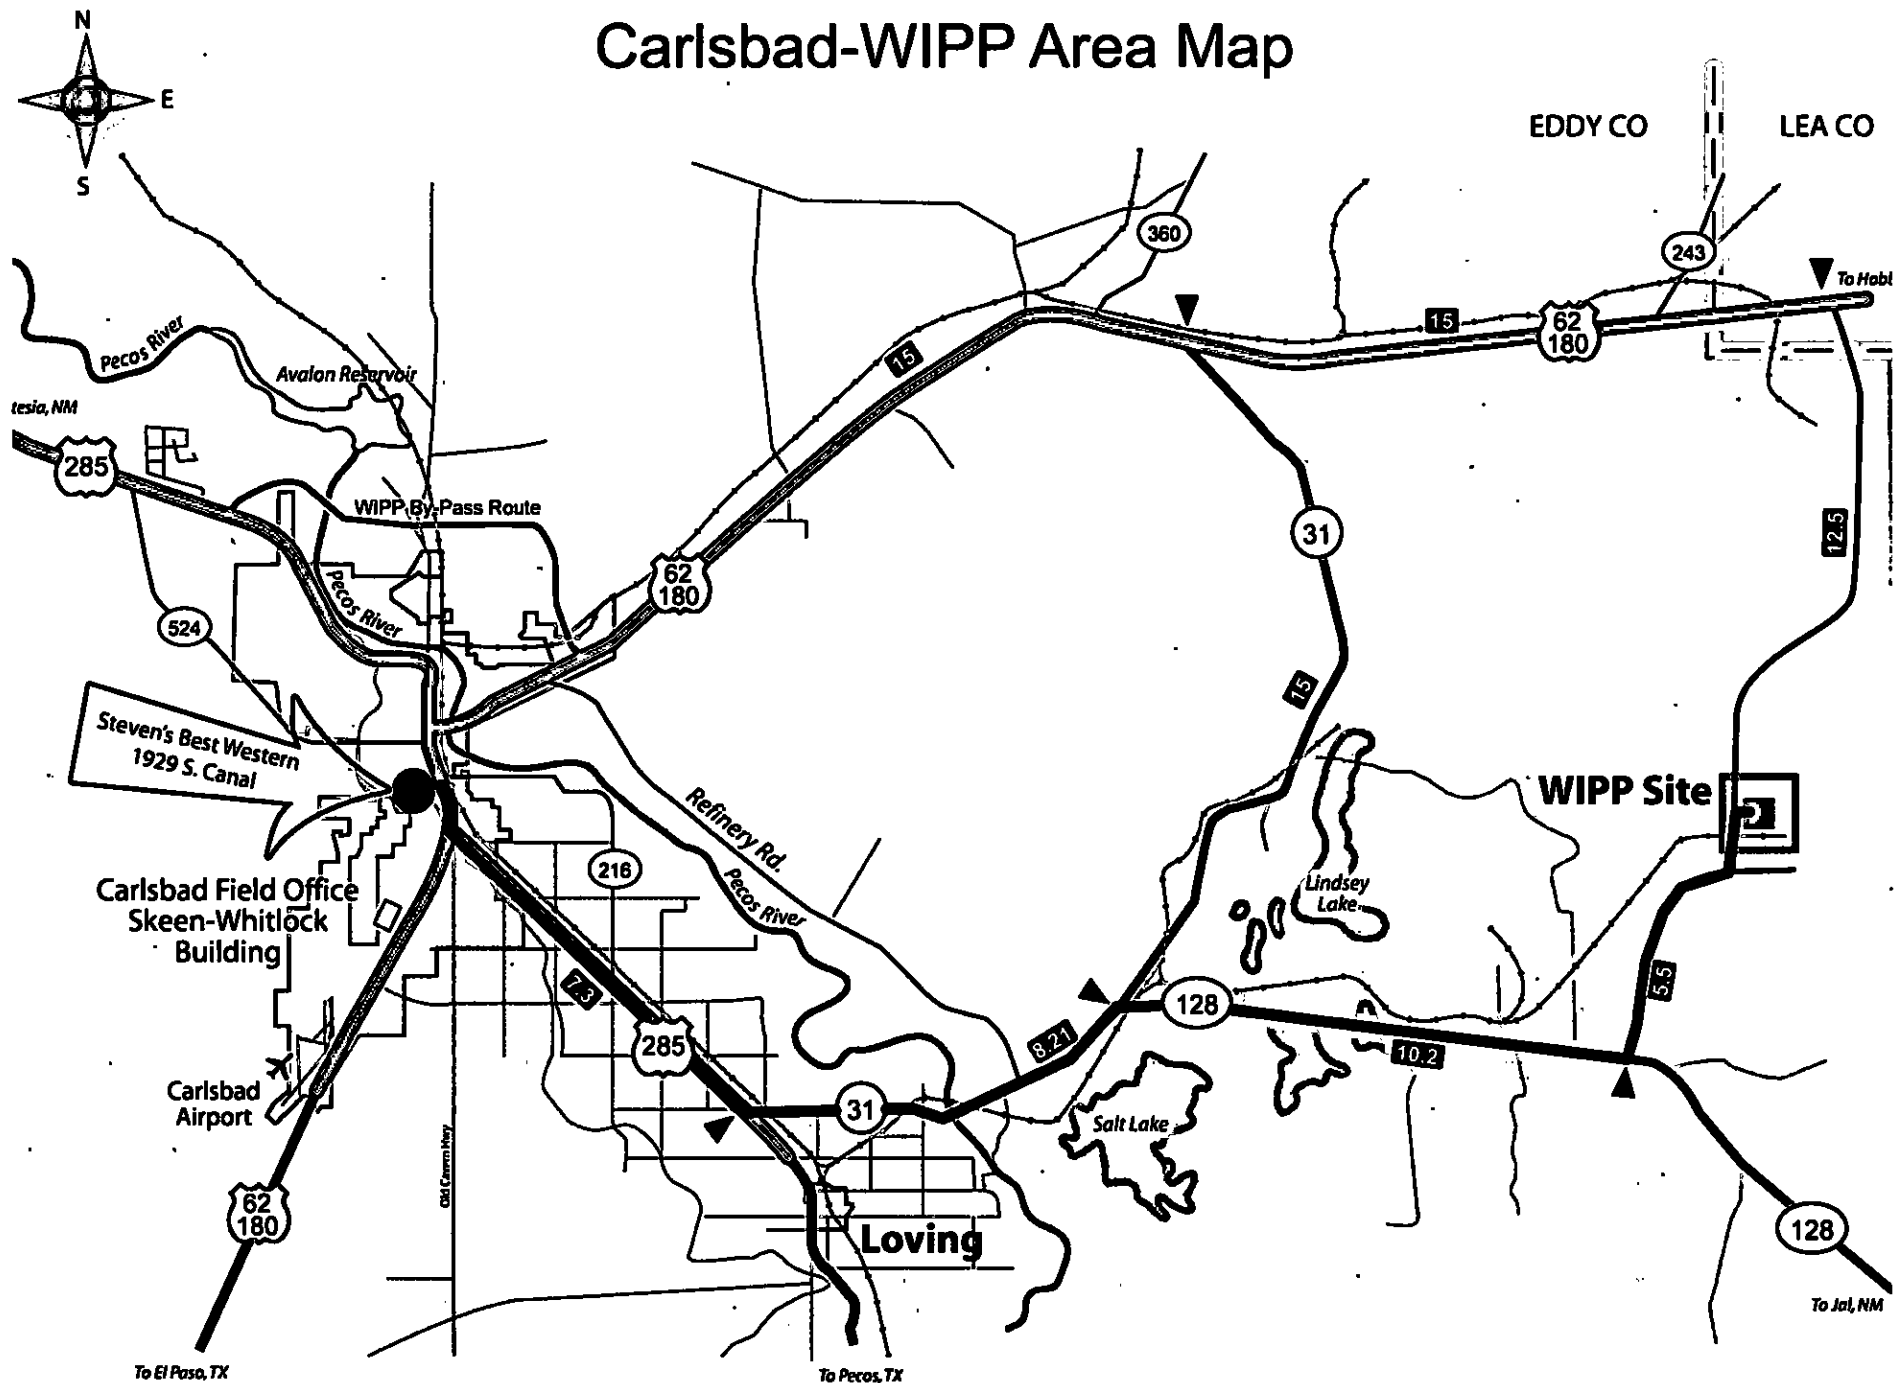 Carlsbad-WIPP Area Map
N
E
S
EDDY CO
LEA CO
360
243
To Hobb
15
62
180
15
Pecos River
Avalon Reservoir
tesia, NM
285
WIPP By-Pass Route
31
12.5
62
180
Pecos River
524
15
Steven's Best Western
1929 S. Canal
WIPP Site
Refinery Rd.
216
Pecos River
Lindsey
Lake
Carlsbad Field Office
Skeen-Whitlock
Building
7.3
128
5.5
285
8.21
10.2
Carlsbad
Airport
31
Salt Lake
Old Cavern Hwy
62
180
Loving
128
To Jal, NM
To El Paso, TX
To Pecos, TX